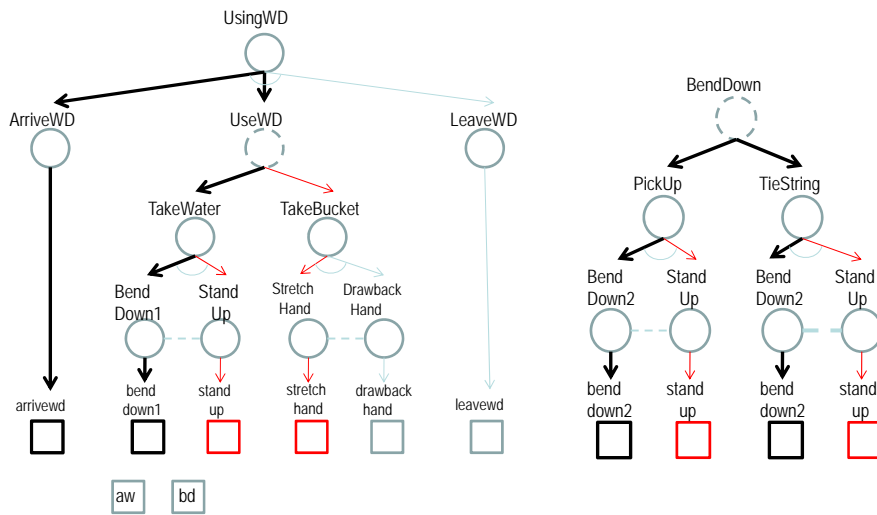 UsingWD
BendDown
ArriveWD
UseWD
LeaveWD
PickUp
TieString
TakeWater
TakeBucket
Bend
Down1
Stand
Up
Stretch
Hand
Drawback
Hand
Bend
Down2
Stand
Up
Bend
Down2
Stand
Up
arrivewd
bend
down1
stand
up
stretch
hand
drawback
hand
leavewd
bend
down2
stand
up
bend
down2
stand
up
aw
bd